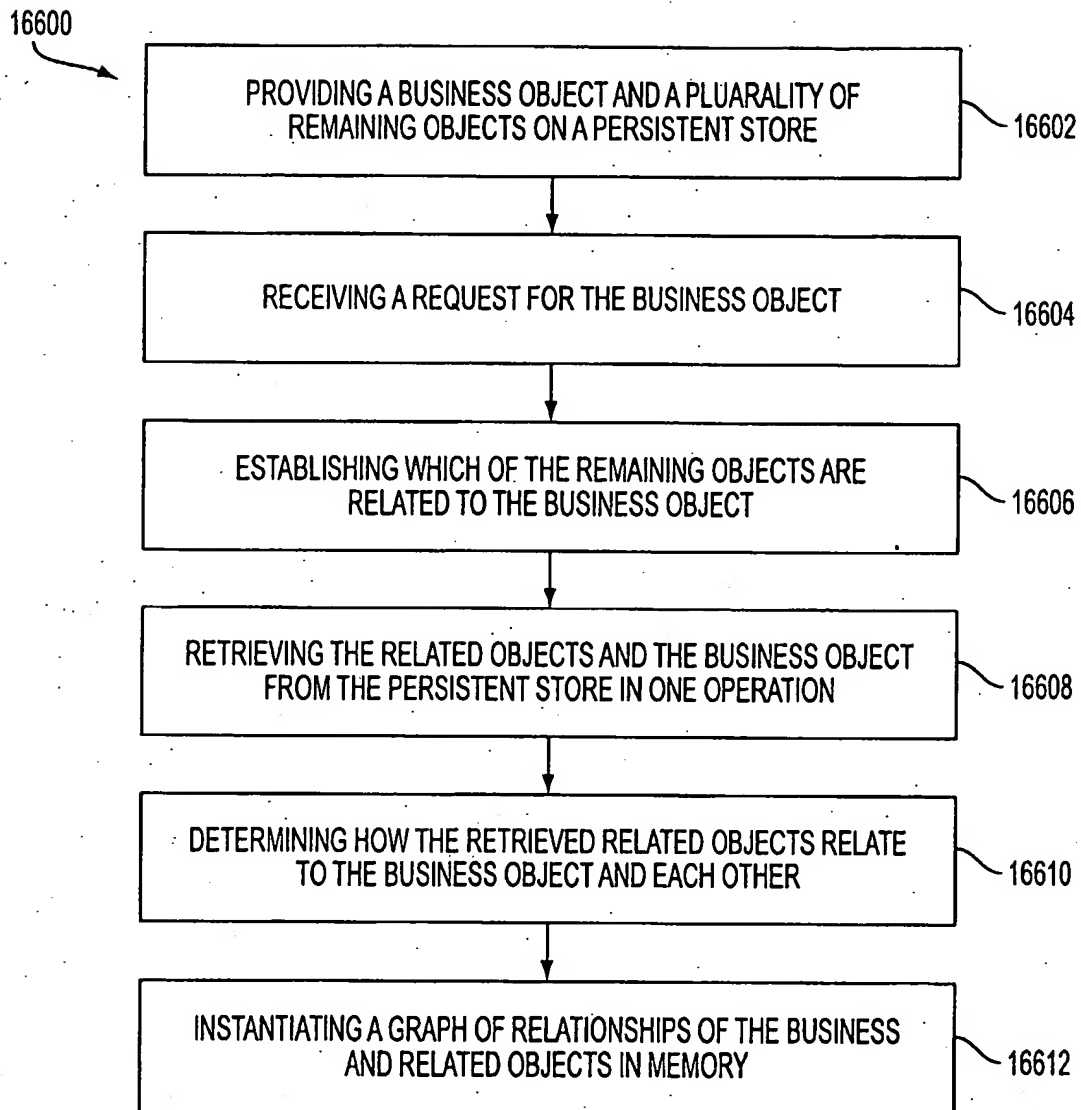 16600
PROVIDING A BUSINESS OBJECT AND A PLUARALITY OF
REMAINING OBJECTS ON A PERSISTENT STORE
16602
RECEIVING A REQUEST FOR THE BUSINESS OBJECT
16604
ESTABLISHING WHICH OF THE REMAINING OBJECTS ARE
RELATED TO THE BUSINESS OBJECT
16606
RETRIEVING THE RELATED OBJECTS AND THE BUSINESS OBJECT
FROM THE PERSISTENT STORE IN ONE OPERATION
16608
DETERMINING HOW THE RETRIEVED RELATED OBJECTS RELATE
TO THE BUSINESS OBJECT AND EACH OTHER
16610
INSTANTIATING A GRAPH OF RELATIONSHIPS OF THE BUSINESS
AND RELATED OBJECTS IN MEMORY
16612